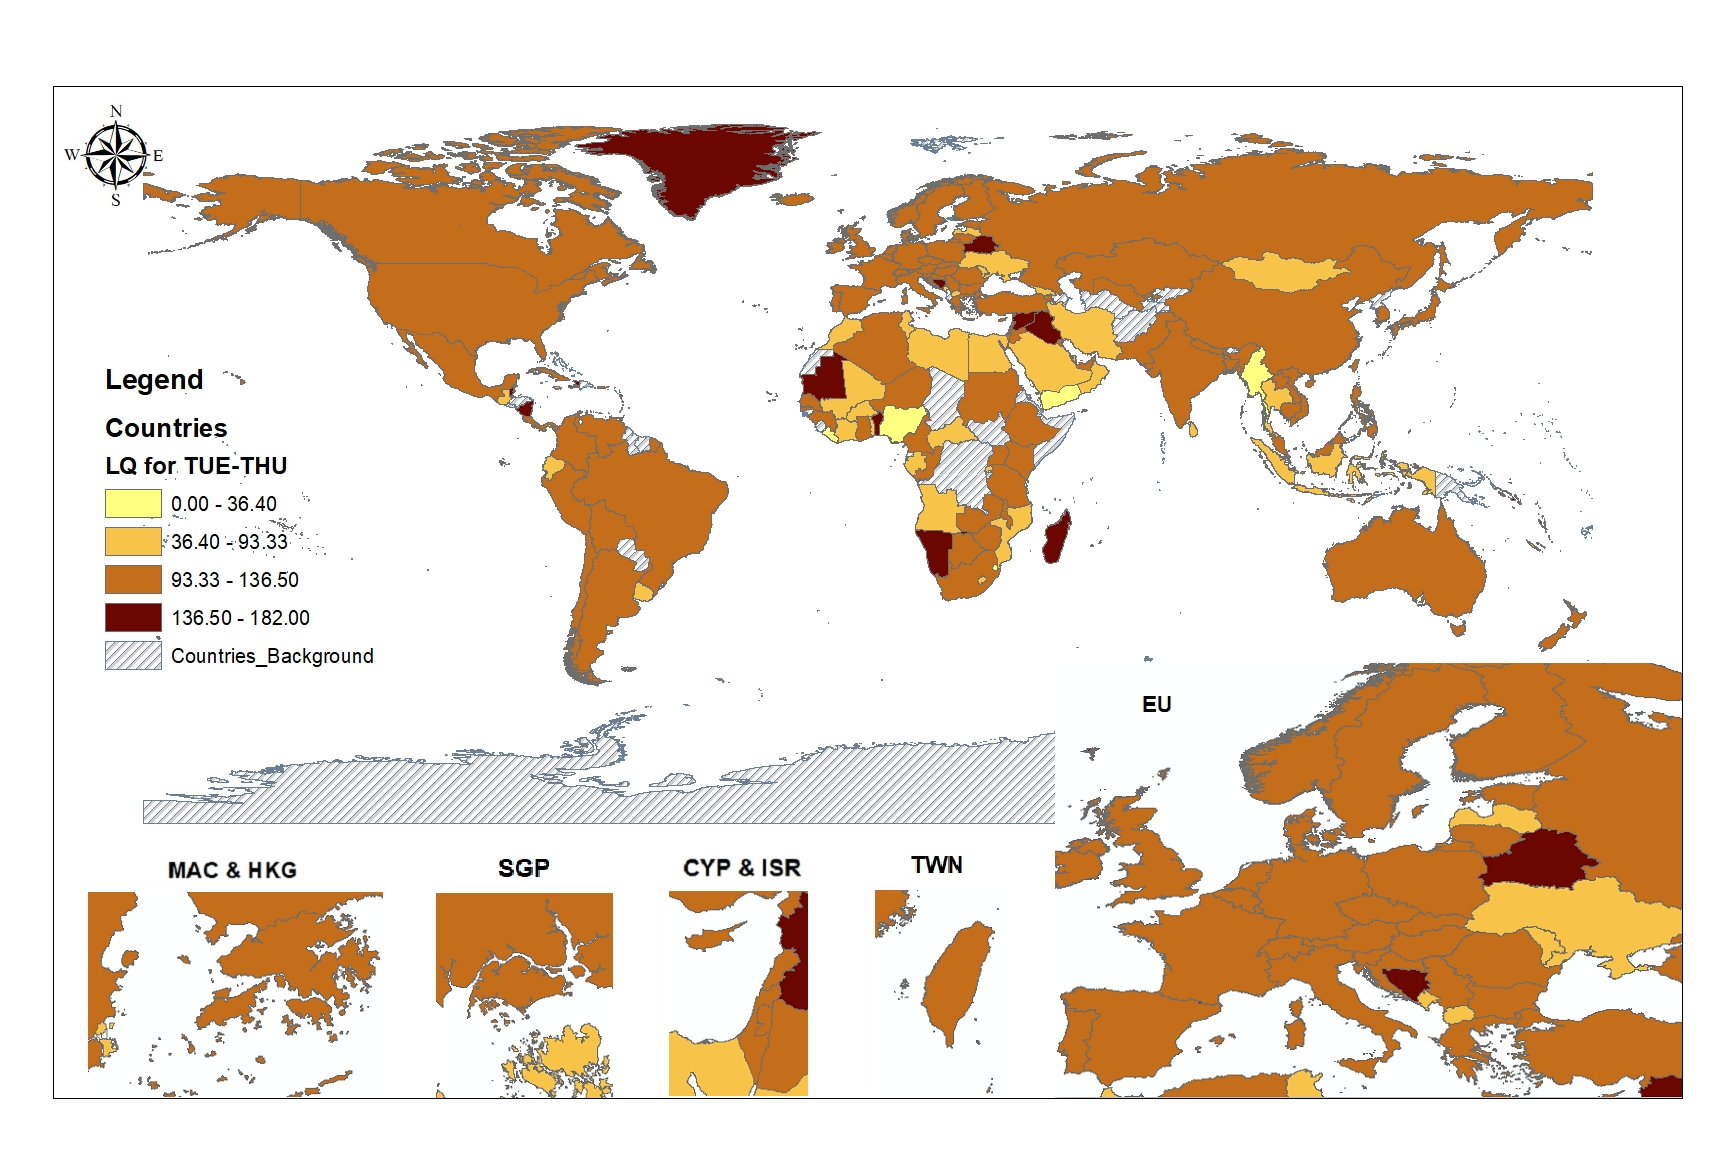 N
W E
S
Legend
Countries
LQ for TUE-THU
0.00 - 36.40
36.40 - 93.33
93.33 - 136.50
136.50 - 182.00
Countries_Background
EU
MAC & HKG
SGP
CYP & ISR
TWN